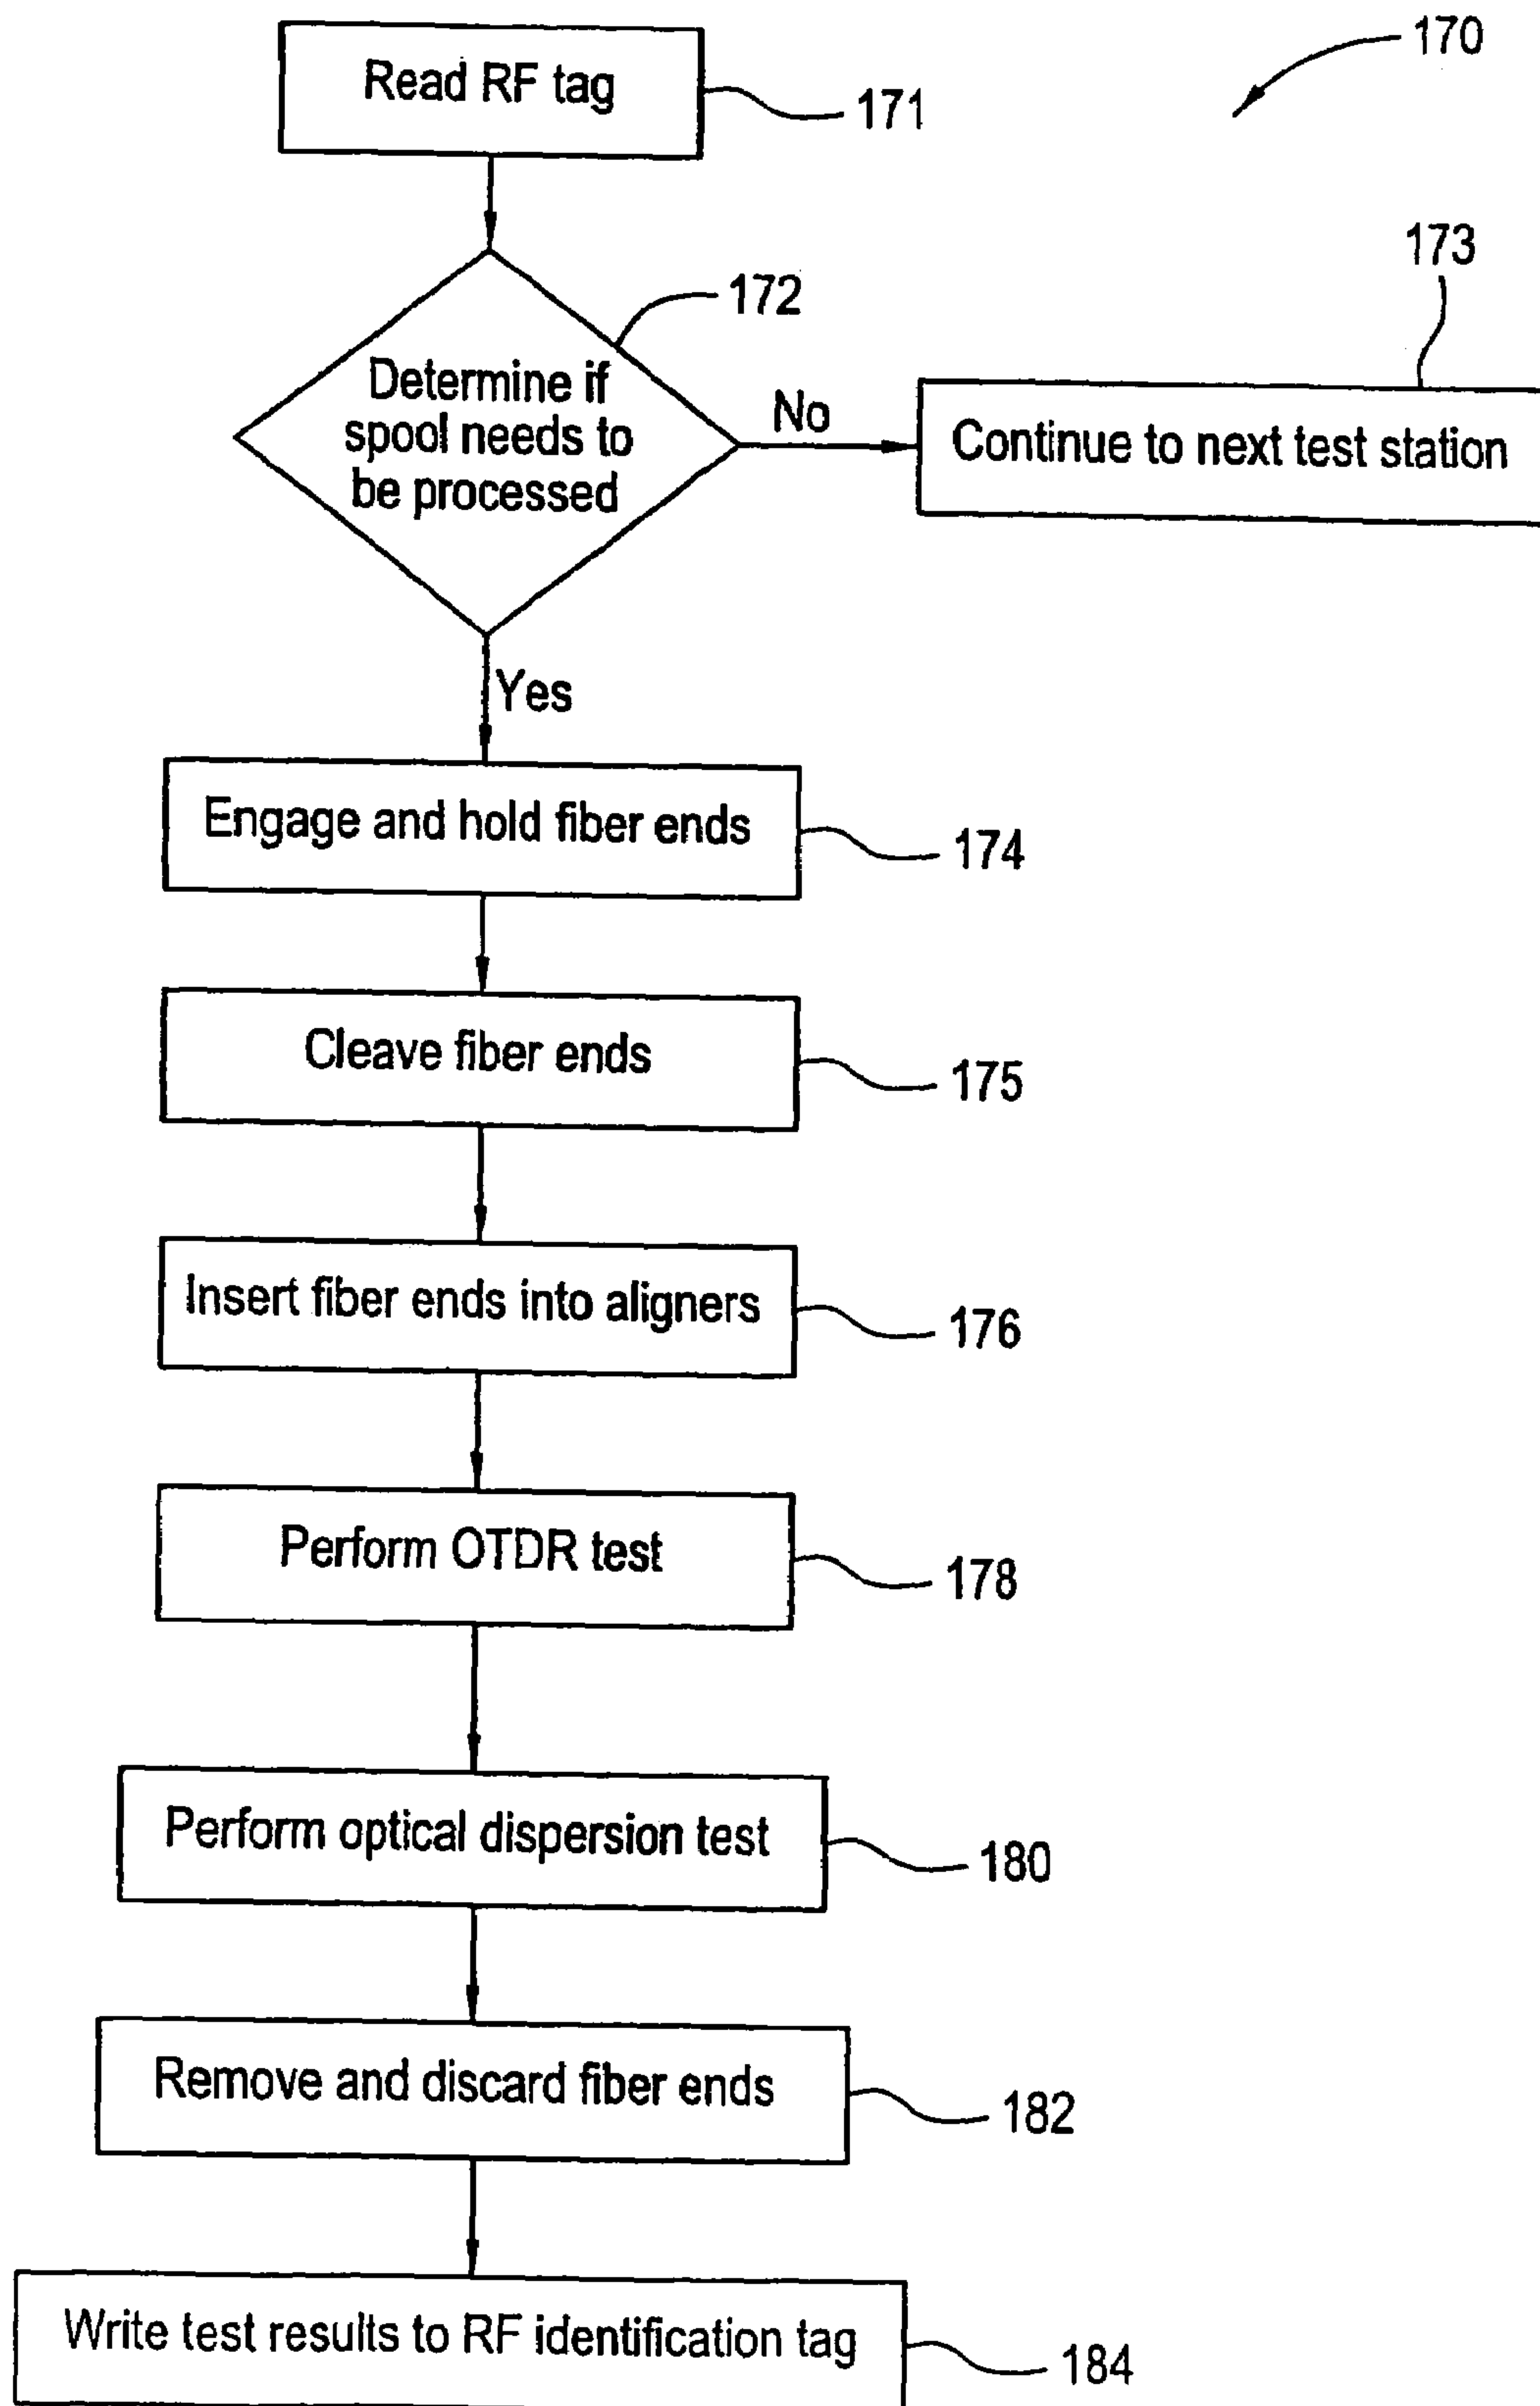 170
Read RF tag
171
172
Determine if
spool needs to
be processed
No
173
Continue to next test station
Yes
Engage and hold fiber ends
174
Cleave fiber ends
175
Insert fiber ends into aligners
176
Perform OTDR test
178
Perform optical dispersion test
180
Remove and discard fiber ends
182
Write test results to RF identification tag
184